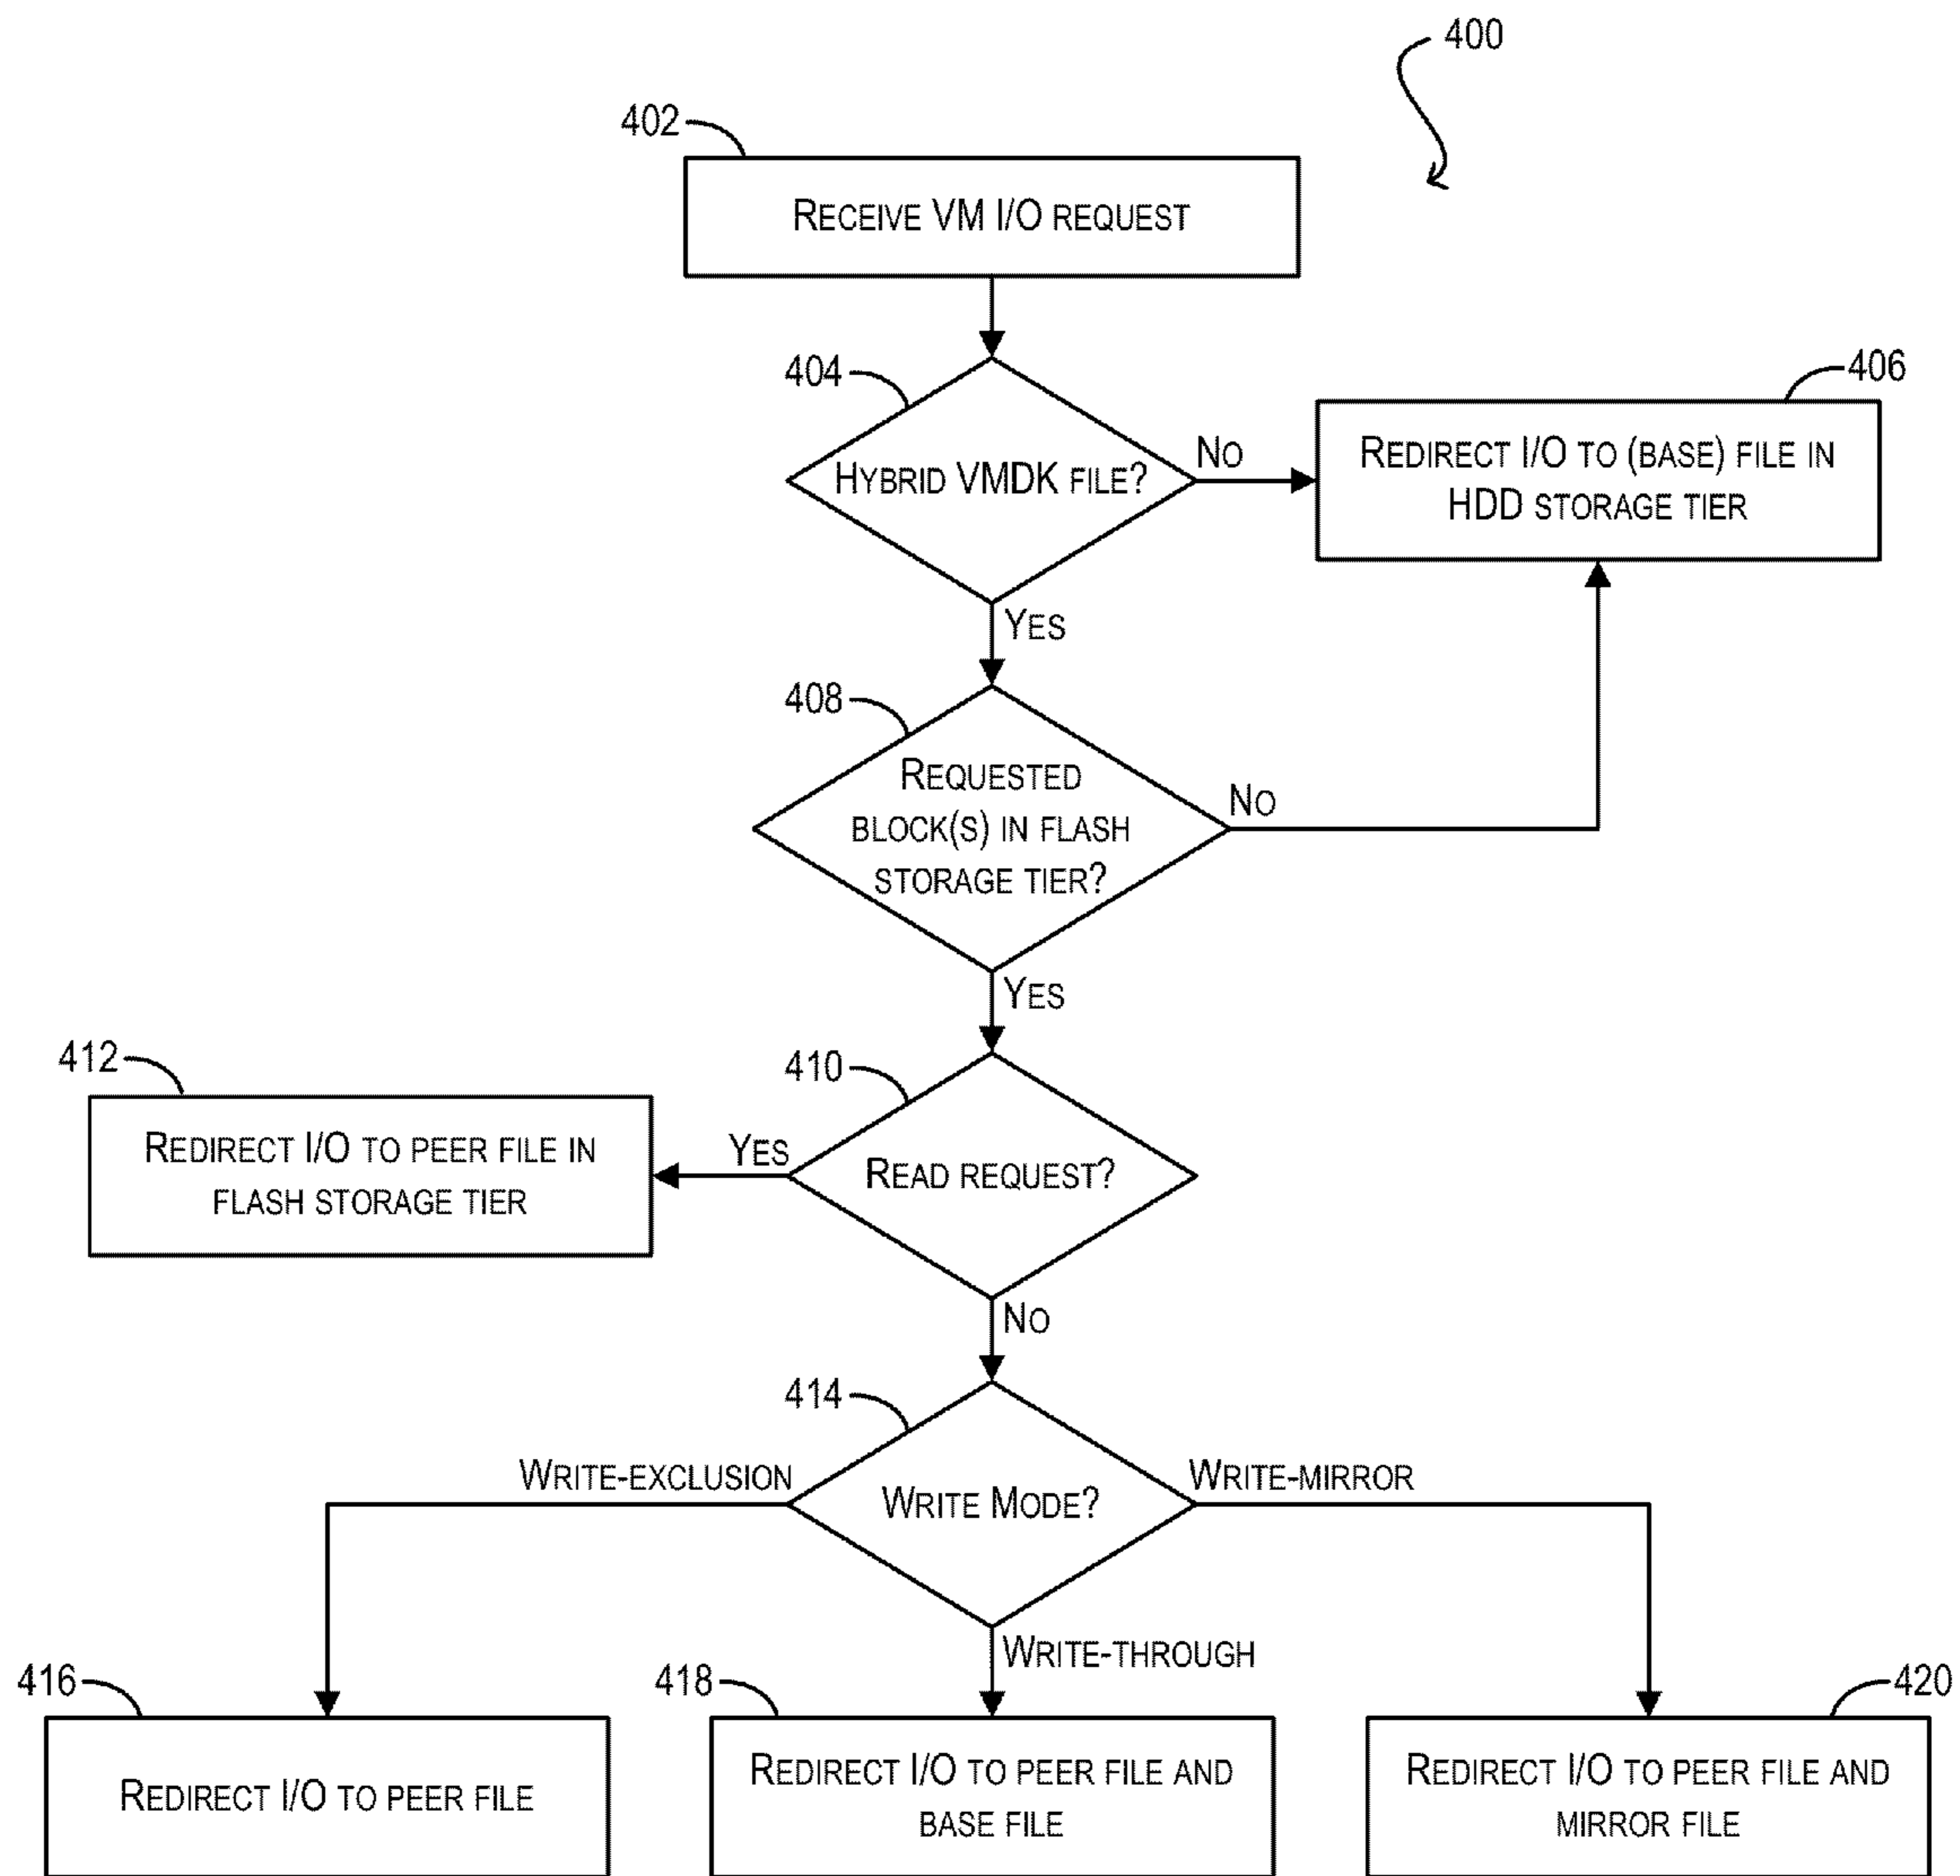 400
402
RECEIVE VM I/O REQUEST
404
406
HYBRID VMDK FILE?
NO
REDIRECT I/O TO (BASE) FILE IN
HDD STORAGE TIER
YES
408
REQUESTED
BLOCK(S) IN FLASH
STORAGE TIER?
NO
YES
412
410
REDIRECT I/O TO PEER FILE IN
FLASH STORAGE TIER
YES
READ REQUEST?
NO
414
WRITE-EXCLUSION
WRITE MODE?
WRITE-MIRROR
WRITE-THROUGH
416
418
420
REDIRECT I/O TO PEER FILE
REDIRECT I/O TO PEER FILE AND
BASE FILE
REDIRECT I/O TO PEER FILE AND
MIRROR FILE